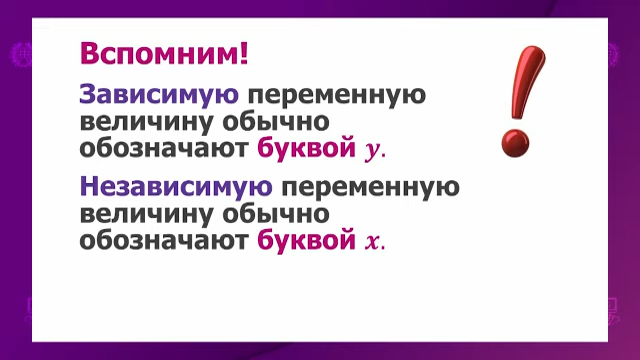 Вспомним!
Зависимую переменную
величину обычно
обозначают буквой y.
Независимую переменную
величину обычно
обозначают буквой x.